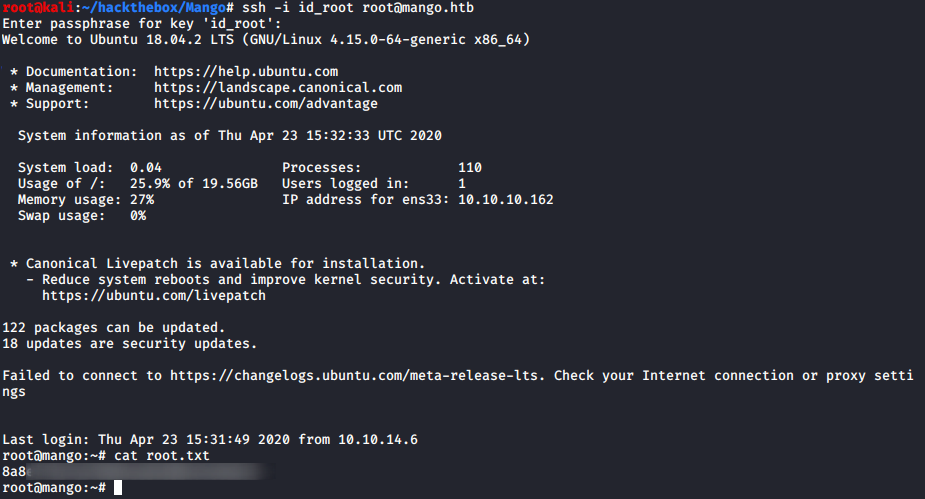 root@kali:~/hackthebox/Mango# ssh -i id_root root@mango.htb
Enter passphrase for key 'id_root':
Welcome to Ubuntu 18.04.2 LTS (GNU/Linux 4.15.0-64-generic x86_64)
* Documentation:  https://help.ubuntu.com
* Management:     https://landscape.canonical.com
* Support:        https://ubuntu.com/advantage
System information as of Thu Apr 23 15:32:33 UTC 2020
System load:  0.04               Processes:            110
Usage of /:   25.9% of 19.56GB   Users logged in:      1
Memory usage: 27%                IP address for ens33: 10.10.10.162
Swap usage:   0%
* Canonical Livepatch is available for installation.
- Reduce system reboots and improve kernel security. Activate at:
https://ubuntu.com/livepatch
122 packages can be updated.
18 updates are security updates.
Failed to connect to https://changelogs.ubuntu.com/meta-release-lts. Check your Internet connection or proxy setti
ngs
Last login: Thu Apr 23 15:31:49 2020 from 10.10.14.6
root@mango:~# cat root.txt
8a8
root@mango:~#